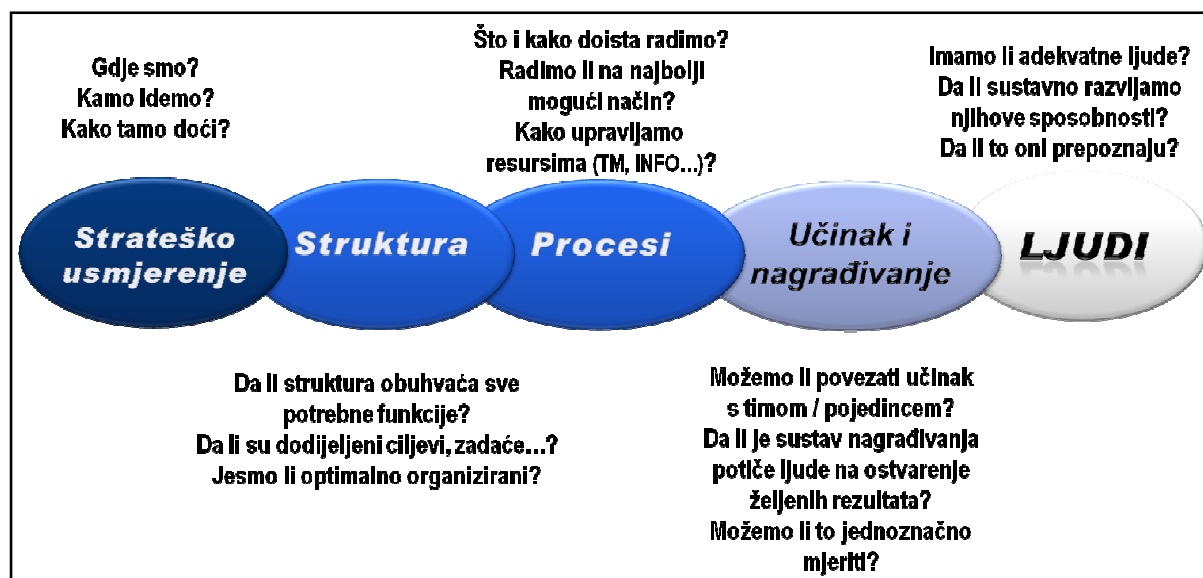 Gdje smo?
Kamo idemo?
Kako tamo doći?
Što i kako doista radimo?
Radimo li na najbolji
mogući način?
Kako upravljamo
resursima (TM, INFO...)?
Imamo li adekvatne ljude?
Da li sustavno razvijamo
njihove sposobnosti?
Da li to oni prepoznaju?
Strateško
usmjerenje
Struktura
Procesi
Učinak i
nagrađivanje
LJUDI
Da li struktura obuhvaća sve
potrebne funkcije?
Da li su dodijeljeni ciljevi, zadaće...?
Jesmo li optimalno organizirani?
Možemo li povezati učinak
s timom / pojedincem?
Da li je sustav nagrađivanja
potiče ljude na ostvarenje
željenih rezultata?
Možemo li to jednoznačno
mjeriti?